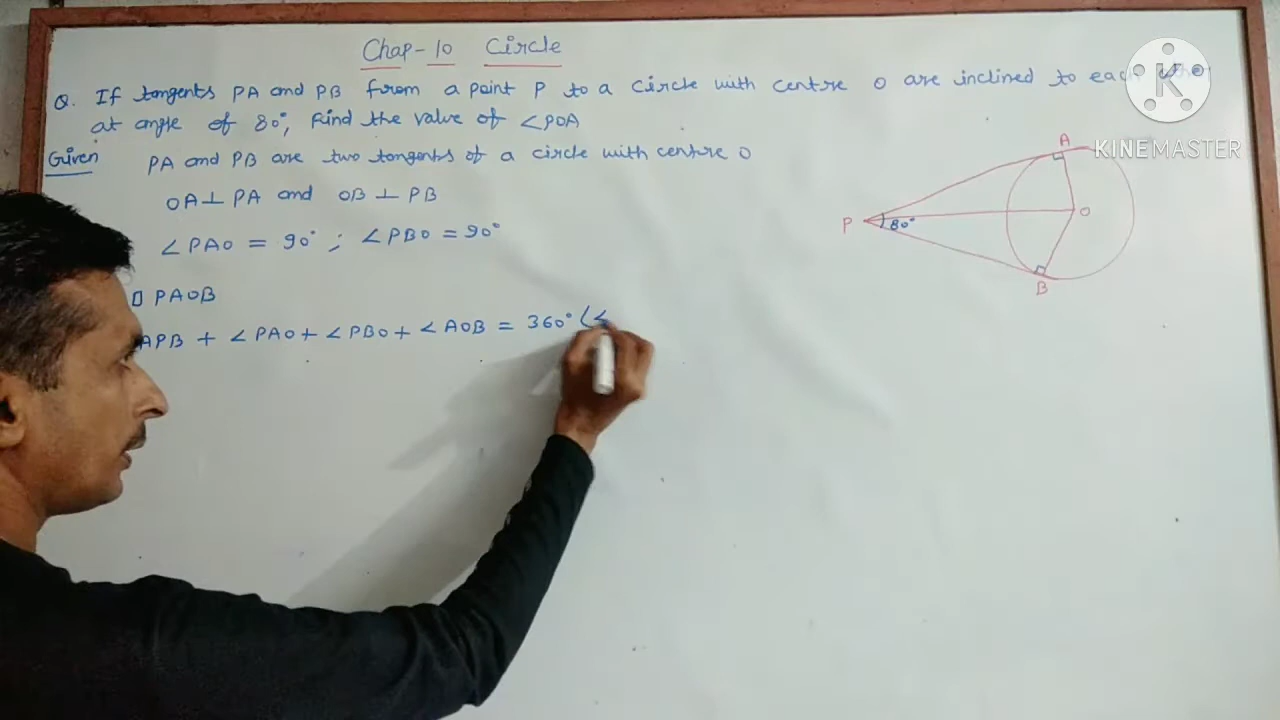 Chap-10 Circle
Q. If tangents PA and PB from a point P to a circle with centre O are inclined to each
at angle of 80°, Find the value of ∠POA
Given PA and PB are two tangents of a circle with centre O
OA⊥PA and OB⊥PB
∠PAO = 90° ; ∠PBO = 90°
▯ PAOB
APB + ∠PAO + ∠PBO + ∠AOB = 360° (∠
A
P 80° O
B
KINEMASTER